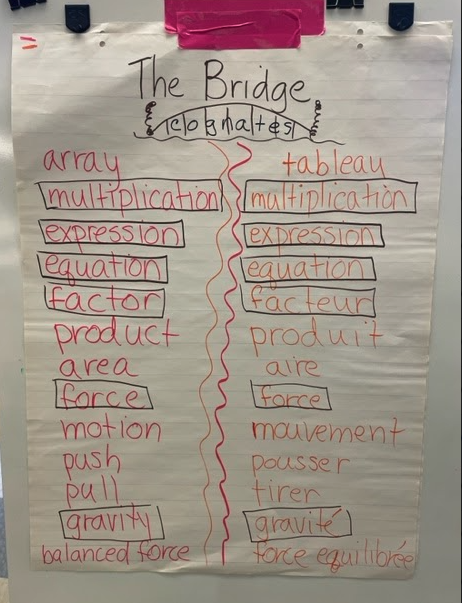 The Bridge
cognates
array tableau
multiplication multiplication
expression expression
equation equation
factor facteur
product produit
area aire
force force
motion mouvement
push pousser
pull tirer
gravity gravité
balanced force force equilibrée